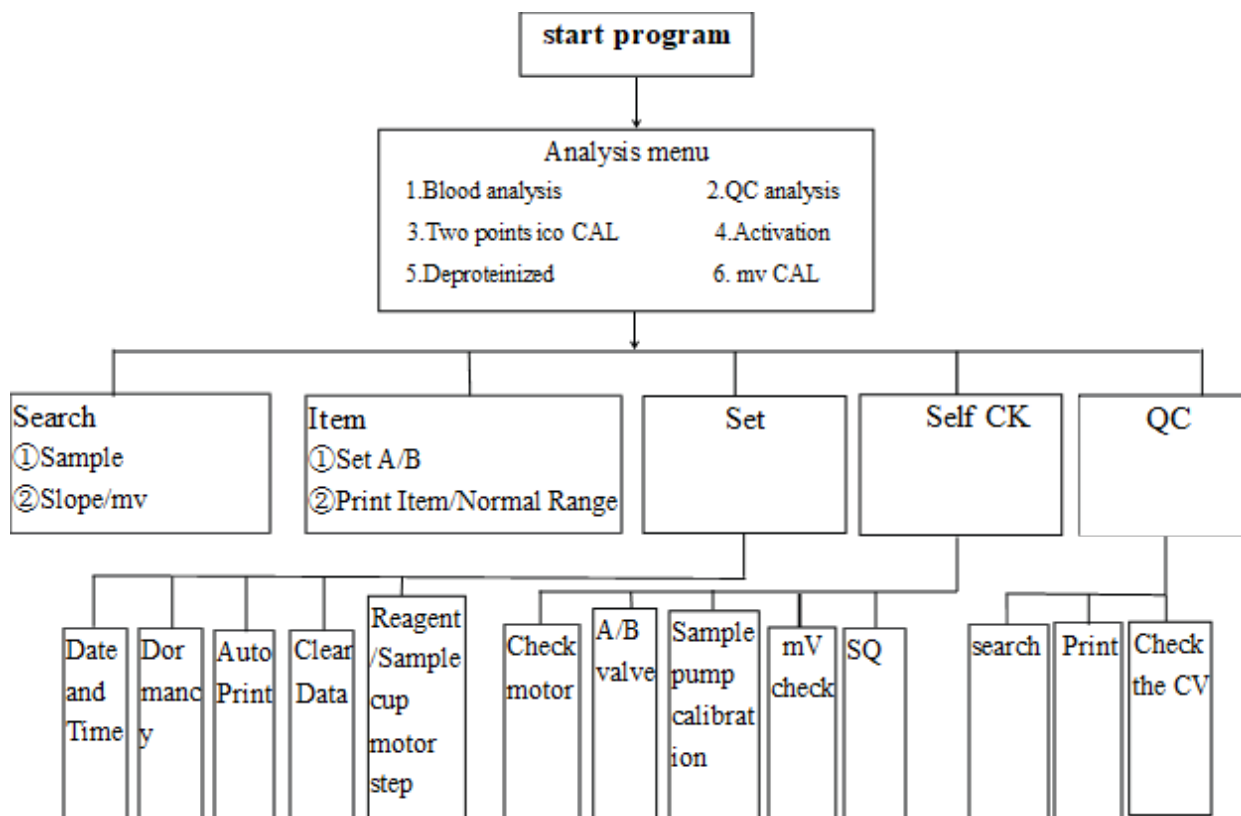 start program
Analysis menu
1.Blood analysis 2.QC analysis
3.Two points ico CAL 4.Activation
5.Deproteinized 6. mv CAL
Search
①Sample
②Slope/mv
Item
①Set A/B
②Print Item/Normal Range
Set
Self CK
QC
Date
and
Time
Dor
manc
y
Auto
Print
Clear
Data
Reagent
/Sample
cup
motor
step
Check
motor
A/B
valve
Sample
pump
calibrat
ion
mV
check
SQ
search
Print
Check
the CV